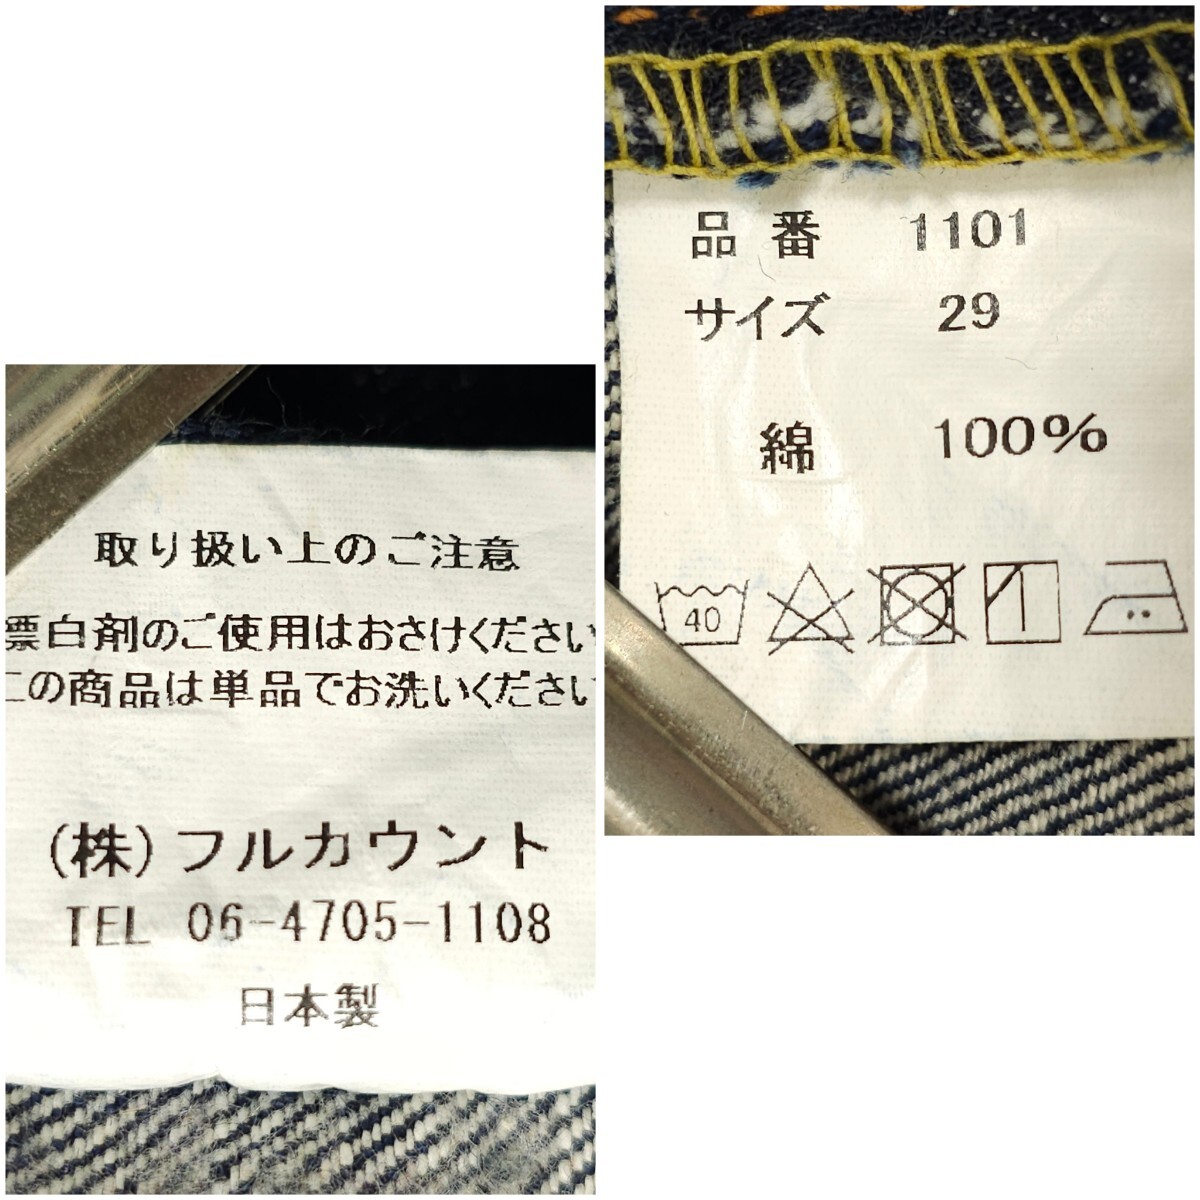 品番 1101
サイズ 29
綿 100%
40
取り扱い上のご注意
漂白剤のご使用はおさけください
この商品は単品でお洗いください
(株)フルカウント
TEL 06-4705-1108
日本製